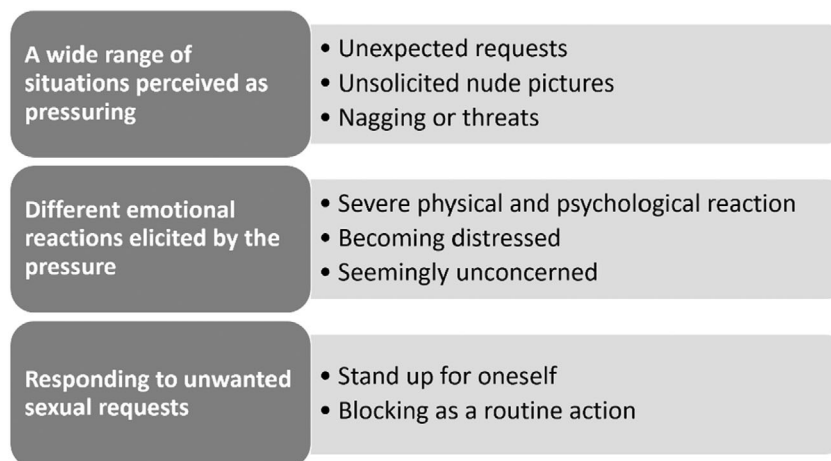 A wide range of
situations perceived as
pressuring
• Unexpected requests
• Unsolicited nude pictures
• Nagging or threats
Different emotional
reactions elicited by the
pressure
• Severe physical and psychological reaction
• Becoming distressed
• Seemingly unconcerned
Responding to unwanted
sexual requests
• Stand up for oneself
• Blocking as a routine action